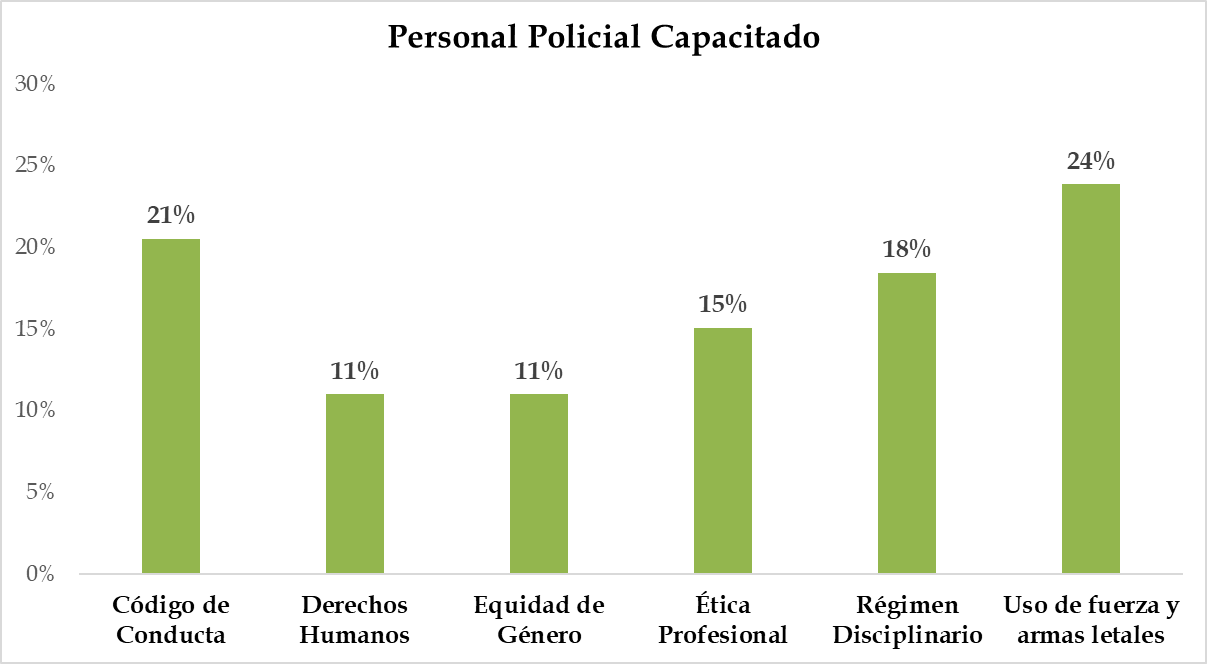 Personal Policial Capacitado
30%
25%
20%
15%
10%
5%
0%
21%
11%
11%
15%
18%
24%
Código de
Conducta
Derechos
Humanos
Equidad de
Género
Ética
Profesional
Régimen
Disciplinario
Uso de fuerza y
armas letales